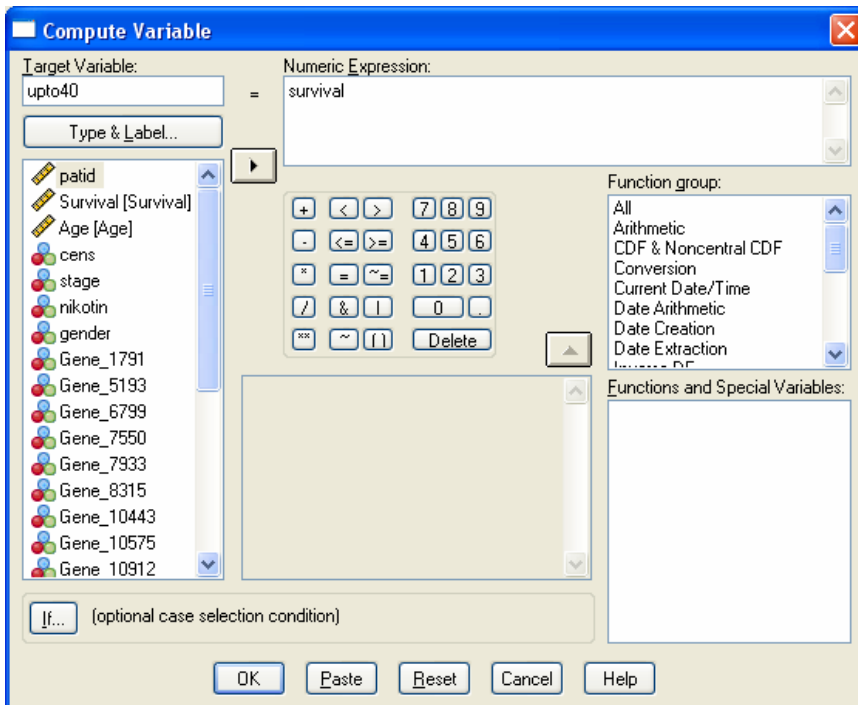 Compute Variable
Target Variable:
upto40
=
Numeric Expression:
survival
Type & Label...
patid
Survival [Survival]
Age [Age]
cens
stage
nikotin
gender
Gene_1791
Gene_5193
Gene_6799
Gene_7550
Gene_7933
Gene_8315
Gene_10443
Gene_10575
Gene_10912
+ < > 7 8 9
- <= >= 4 5 6
* = ~= 1 2 3
/ & | 0 .
** ~ () Delete
Function group:
All
Arithmetic
CDF & Noncentral CDF
Conversion
Current Date/Time
Date Arithmetic
Date Creation
Date Extraction
Functions and Special Variables:
If... (optional case selection condition)
OK Paste Reset Cancel Help